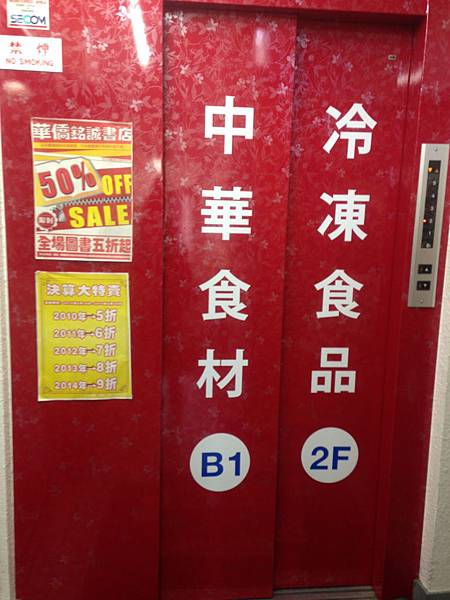 SECOM
禁煙
NO SMOKING
華僑銘誠書店
50% OFF
SALE
全場圖書五折起
決算大特賣
2010年→5折
2011年→6折
2012年→7折
2013年→8折
2014年→9折
中華食材
B1
冷凍食品
2F